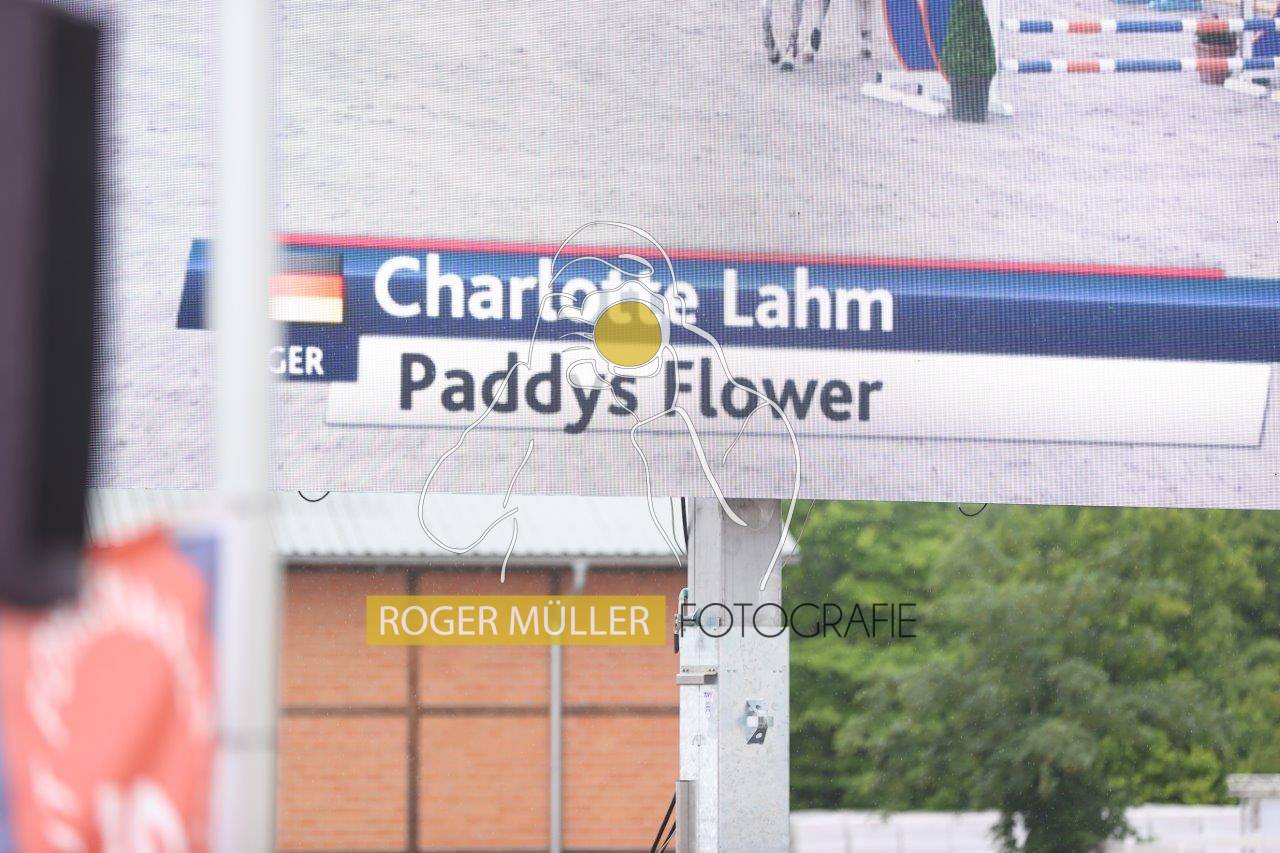 Charlotte Lahm
GER
Paddys Flower
ROGER MÜLLER FOTOGRAFIE